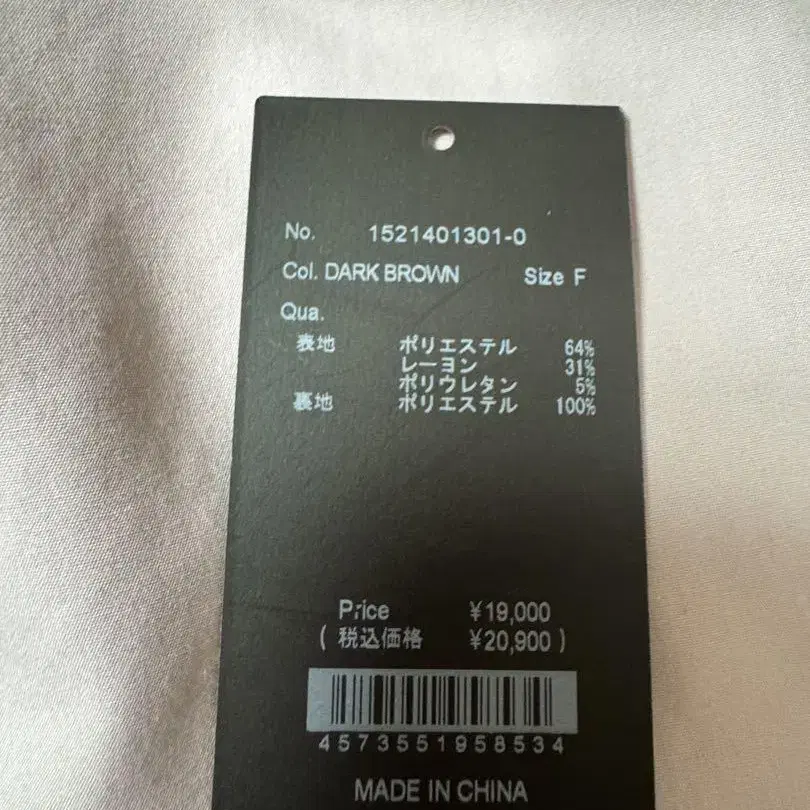 No. 1521401301-0
Col. DARK BROWN Size F
Qua.
表地 ポリエステル 64%
レーヨン 31%
ポリウレタン 5%
裏地 ポリエステル 100%
Price ¥19,000
( 税込価格 ¥20,900 )
4573551958534
MADE IN CHINA